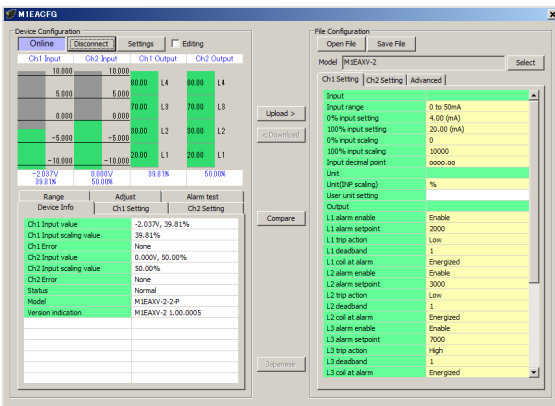 M1EACFG
Device Configuration
Online Disconnect Settings Editing
Ch1 Input Ch2 Input Ch1 Output Ch2 Output
10.000 10.000
80.00 L4 80.00 L4
5.000 5.000
70.00 L3 70.00 L3
0.000 0.000
30.00 L2 30.00 L2
-5.000 -5.000
20.00 L1 20.00 L1
-10.000 -10.000
-2.037V 0.000V 39.81% 50.00%
39.81% 50.00%
Range Adjust Alarm test
Device Info Ch1 Setting Ch2 Setting
Ch1 Input value -2.037V, 39.81%
Ch1 Input scaling value 39.81%
Ch1 Error None
Ch2 Input value 0.000V, 50.00%
Ch2 Input scaling value 50.00%
Ch2 Error None
Status Normal
Model M1EAXV-2-2-P
Version indication M1EAXV-2 1.00.0005
Upload >
< Download
Compare
Japanese
File Configuration
Open File Save File
Model M1EAXV-2 Select
Ch1 Setting Ch2 Setting Advanced
Input
Input range 0 to 50mA
0% input setting 4.00 (mA)
100% input setting 20.00 (mA)
0% input scaling 0
100% input scaling 10000
Input decimal point oooo.oo
Unit
Unit(INP scaling) %
User unit setting
Output
L1 alarm enable Enable
L1 alarm setpoint 2000
L1 trip action Low
L1 deadband 1
L1 coil at alarm Energized
L2 alarm enable Enable
L2 alarm setpoint 3000
L2 trip action Low
L2 deadband 1
L2 coil at alarm Energized
L3 alarm enable Enable
L3 alarm setpoint 7000
L3 trip action High
L3 deadband 1
L3 coil at alarm Energized